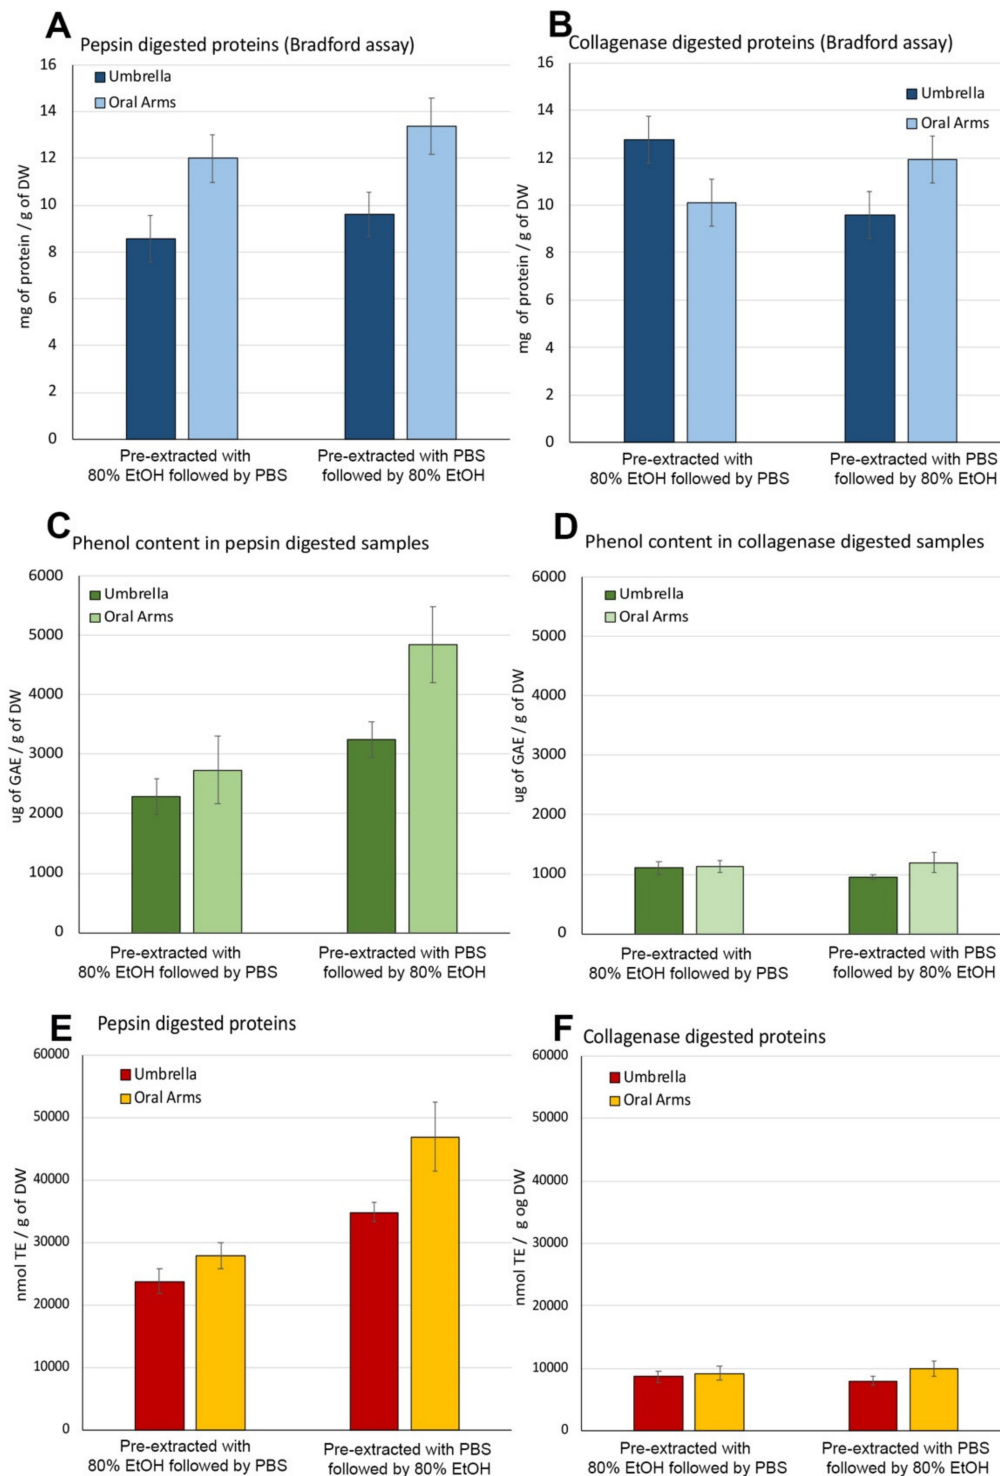 A
Pepsin digested proteins (Bradford assay)
16
14
12
10
8
6
4
2
0
mg of protein / g of DW
Umbrella
Oral Arms
Pre-extracted with
80% EtOH followed by PBS
Pre-extracted with PBS
followed by 80% EtOH
B
Collagenase digested proteins (Bradford assay)
16
14
12
10
8
6
4
2
0
mg of protein / g of DW
Umbrella
Oral Arms
Pre-extracted with
80% EtOH followed by PBS
Pre-extracted with PBS
followed by 80% EtOH
C
Phenol content in pepsin digested samples
6000
5000
4000
3000
2000
1000
0
ug of GAE / g of DW
Umbrella
Oral Arms
Pre-extracted with
80% EtOH followed by PBS
Pre-extracted with PBS
followed by 80% EtOH
D
Phenol content in collagenase digested samples
6000
5000
4000
3000
2000
1000
0
ug of GAE / g of DW
Umbrella
Oral Arms
Pre-extracted with
80% EtOH followed by PBS
Pre-extracted with PBS
followed by 80% EtOH
E
Pepsin digested proteins
60000
50000
40000
30000
20000
10000
0
nmol TE / g of DW
Umbrella
Oral Arms
Pre-extracted with
80% EtOH followed by PBS
Pre-extracted with PBS
followed by 80% EtOH
F
Collagenase digested proteins
60000
50000
40000
30000
20000
10000
0
nmol TE / g og DW
Umbrella
Oral Arms
Pre-extracted with
80% EtOH followed by PBS
Pre-extracted with PBS
followed by 80% EtOH